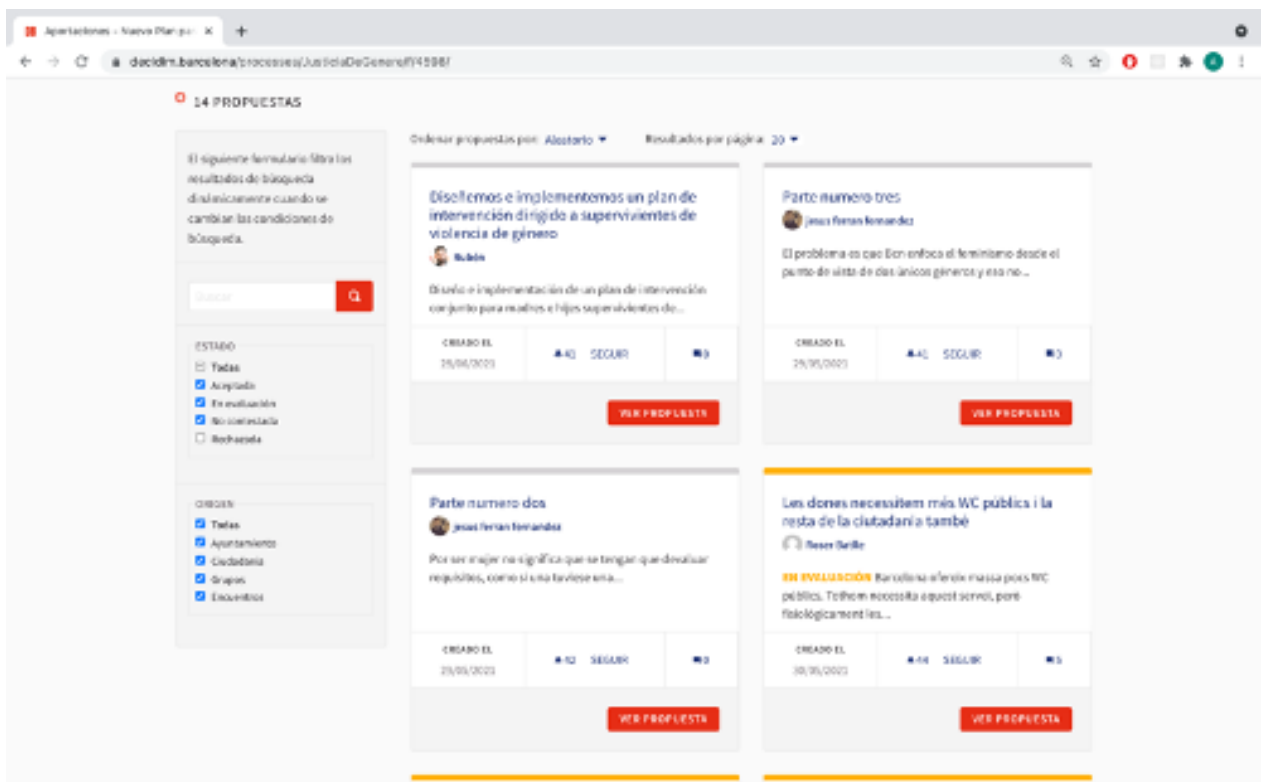 Aportaciones - Nuevo Plan pa
decidim.barcelona/processes/JusticiaDeGenere/f/4598/
14 PROPUESTAS
El siguiente formulario filtra los
resultados de búsqueda
dinámicamente cuando se
cambian las condiciones de
búsqueda.
Buscar
ESTADO
Todas
Aceptada
En evaluación
No contestada
Rechazada
ORIGEN
Todas
Ayuntamiento
Ciudadanía
Grupos
Encuentros
Ordenar propuestas por: Aleatorio
Resultados por página: 20
Diseñemos e implementemos un plan de
intervención dirigido a supervivientes de
violencia de género
Rubén
Diseño e implementación de un plan de intervención
conjunto para madres e hijos supervivientes de...
CREADO EL
SEGUIR
VER PROPUESTA
Parte numero tres
jesus ferran fernandez
El problema es que Bcn enfoca el feminismo desde el
punto de vista de dos únicos géneros y eso no...
CREADO EL
29/05/2021
41 SEGUIR
VER PROPUESTA
Parte numero dos
jesus ferran fernandez
Por ser mujer no significa que se tengan que devaluar
requisitos, como si una tuviese una...
CREADO EL
29/05/2021
42 SEGUIR
VER PROPUESTA
Les dones necessitem més WC públics i la
resta de la ciutadania també
Roser Batlle
EN EVALUACIÓN Barcelona ofereix massa pocs WC
públics. Tothom necessita aquest servei, però
fisiològicament les...
CREADO EL
30/05/2021
44 SEGUIR
5
VER PROPUESTA